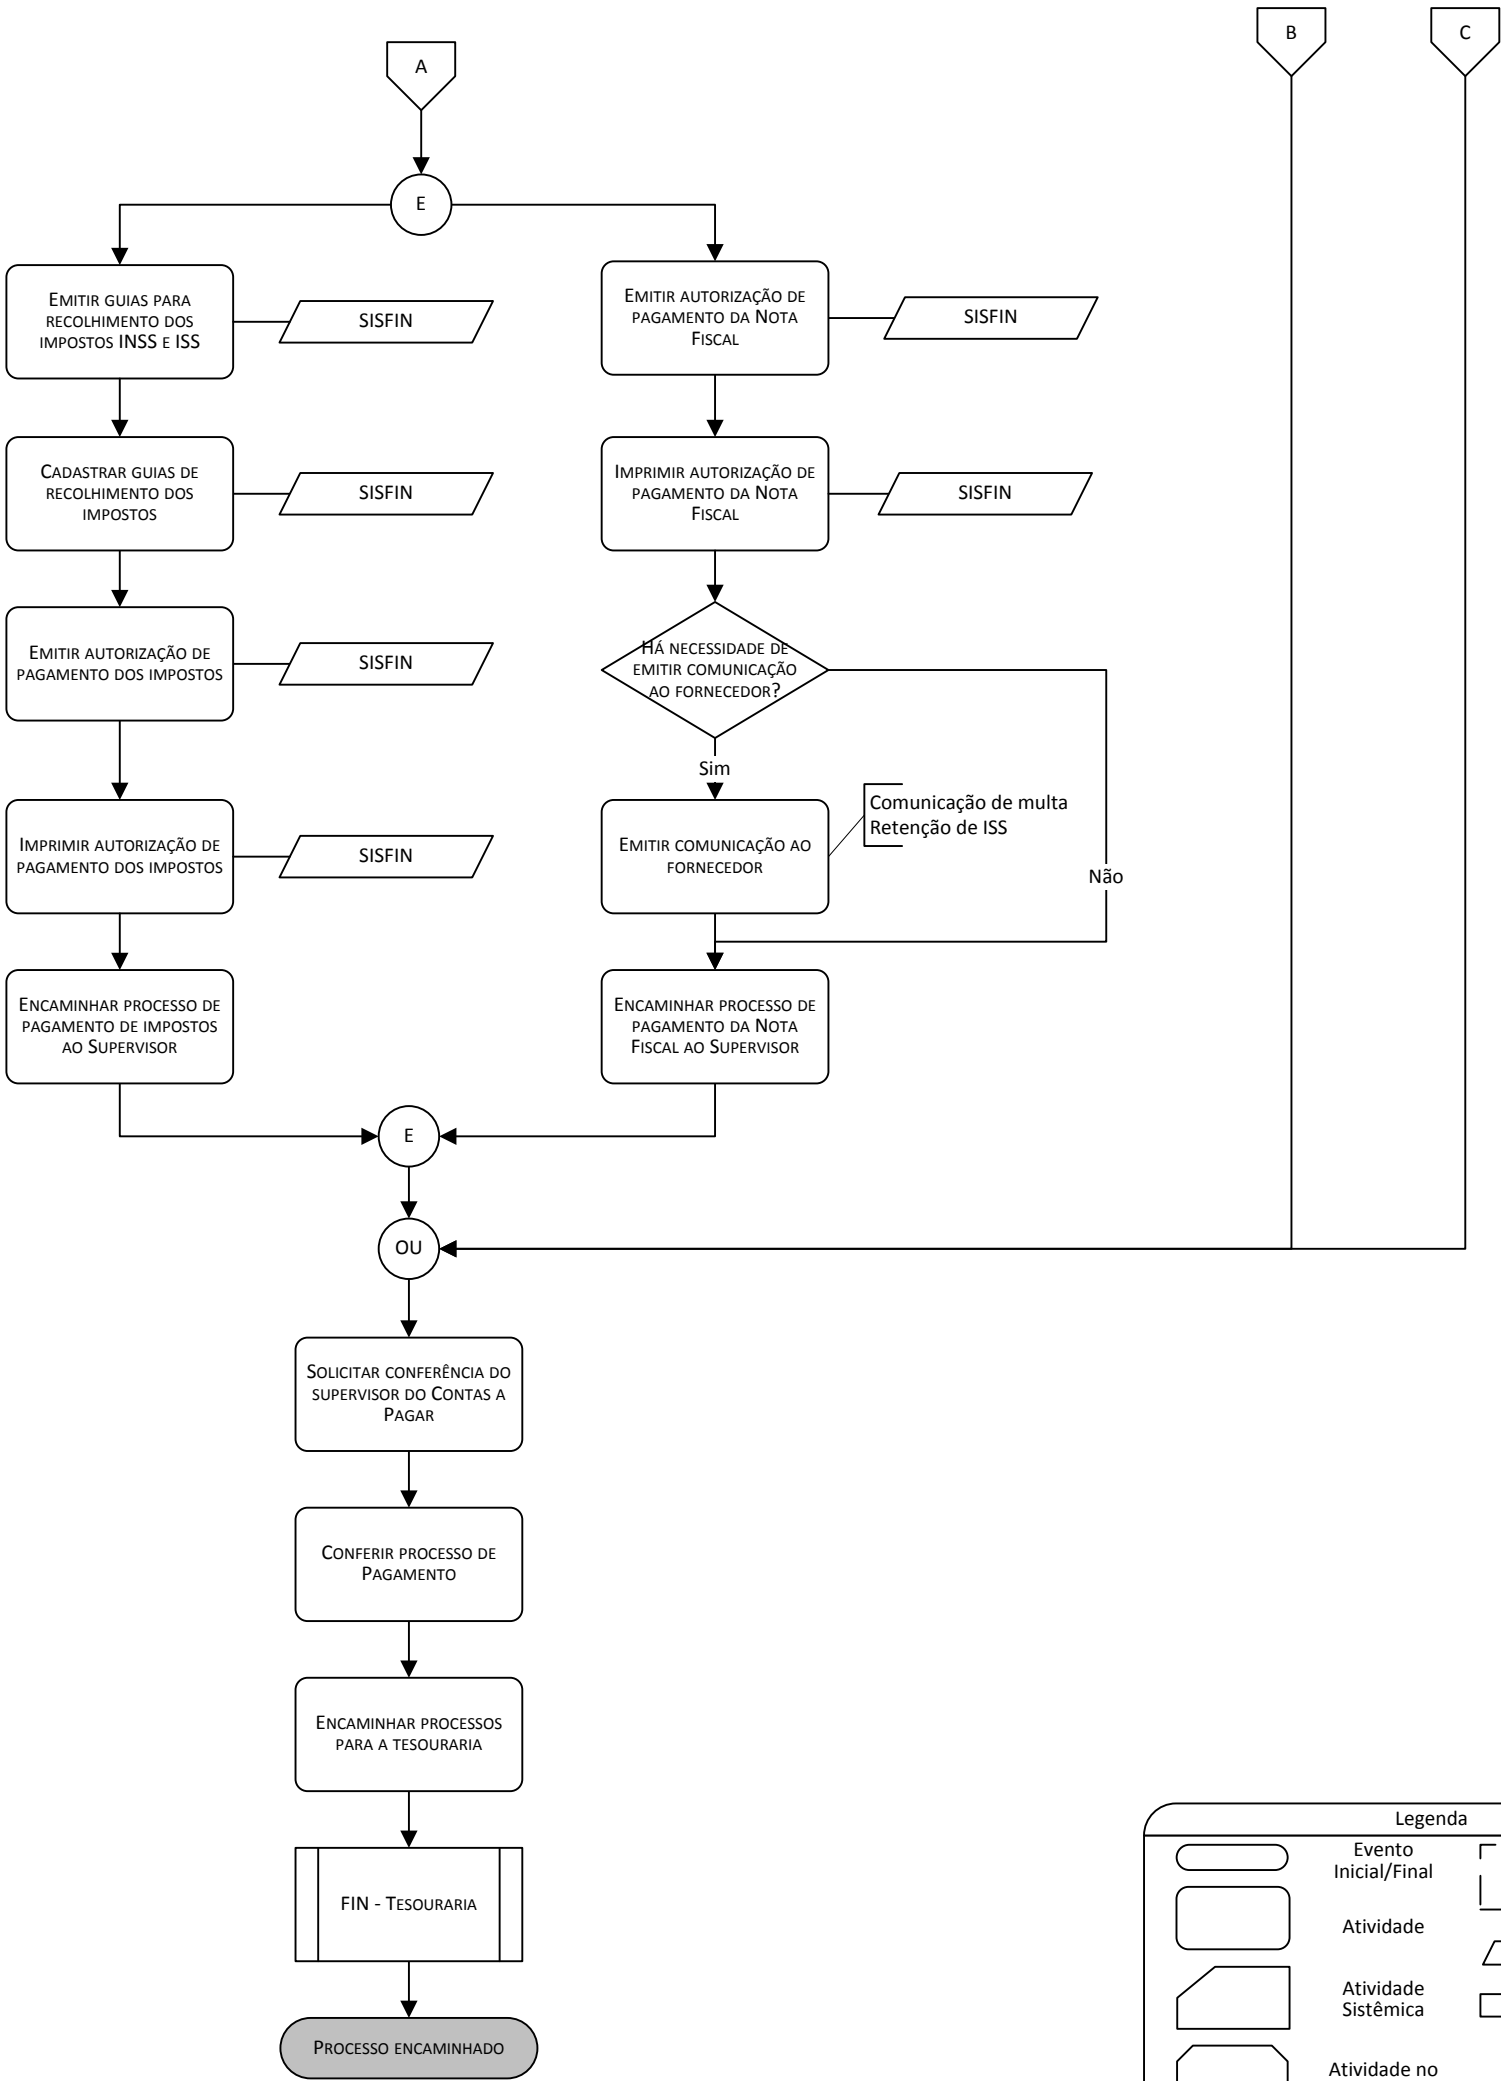 A
B
C
E
EMITIR GUIAS PARA
RECOLHIMENTO DOS
IMPOSTOS INSS E ISS
SISFIN
EMITIR AUTORIZAÇÃO DE
PAGAMENTO DA NOTA
FISCAL
SISFIN
CADASTRAR GUIAS DE
RECOLHIMENTO DOS
IMPOSTOS
SISFIN
IMPRIMIR AUTORIZAÇÃO DE
PAGAMENTO DA NOTA
FISCAL
SISFIN
EMITIR AUTORIZAÇÃO DE
PAGAMENTO DOS IMPOSTOS
SISFIN
HÁ NECESSIDADE DE
EMITIR COMUNICAÇÃO
AO FORNECEDOR?
Sim
Não
IMPRIMIR AUTORIZAÇÃO DE
PAGAMENTO DOS IMPOSTOS
SISFIN
EMITIR COMUNICAÇÃO AO
FORNECEDOR
Comunicação de multa
Retenção de ISS
ENCAMINHAR PROCESSO DE
PAGAMENTO DE IMPOSTOS
AO SUPERVISOR
ENCAMINHAR PROCESSO DE
PAGAMENTO DA NOTA
FISCAL AO SUPERVISOR
E
OU
SOLICITAR CONFERÊNCIA DO
SUPERVISOR DO CONTAS A
PAGAR
CONFERIR PROCESSO DE
PAGAMENTO
ENCAMINHAR PROCESSOS
PARA A TESOURARIA
FIN - TESOURARIA
PROCESSO ENCAMINHADO
Legenda
Evento
Inicial/Final
Atividade
Atividade
Sistêmica
Atividade no